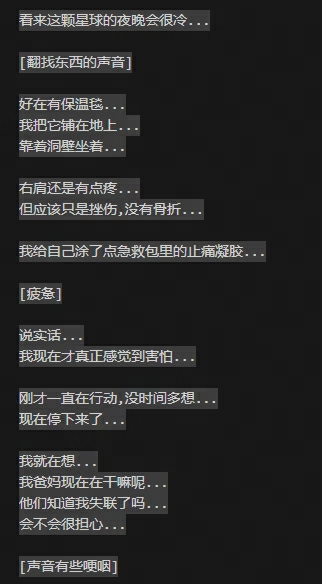 看来这颗星球的夜晚会很冷...
[翻找东西的声音]
好在有保温毯...
我把它铺在地上...
靠着洞壁坐着...
右肩还是有点疼...
但应该只是挫伤,没有骨折...
我给自己涂了点急救包里的止痛凝胶...
[疲惫]
说实话...
我现在才真正感觉到害怕...
刚才一直在行动,没时间多想...
现在停下来了...
我就在想...
我爸妈现在在干嘛呢...
他们知道我失联了吗...
会不会很担心...
[声音有些哽咽]